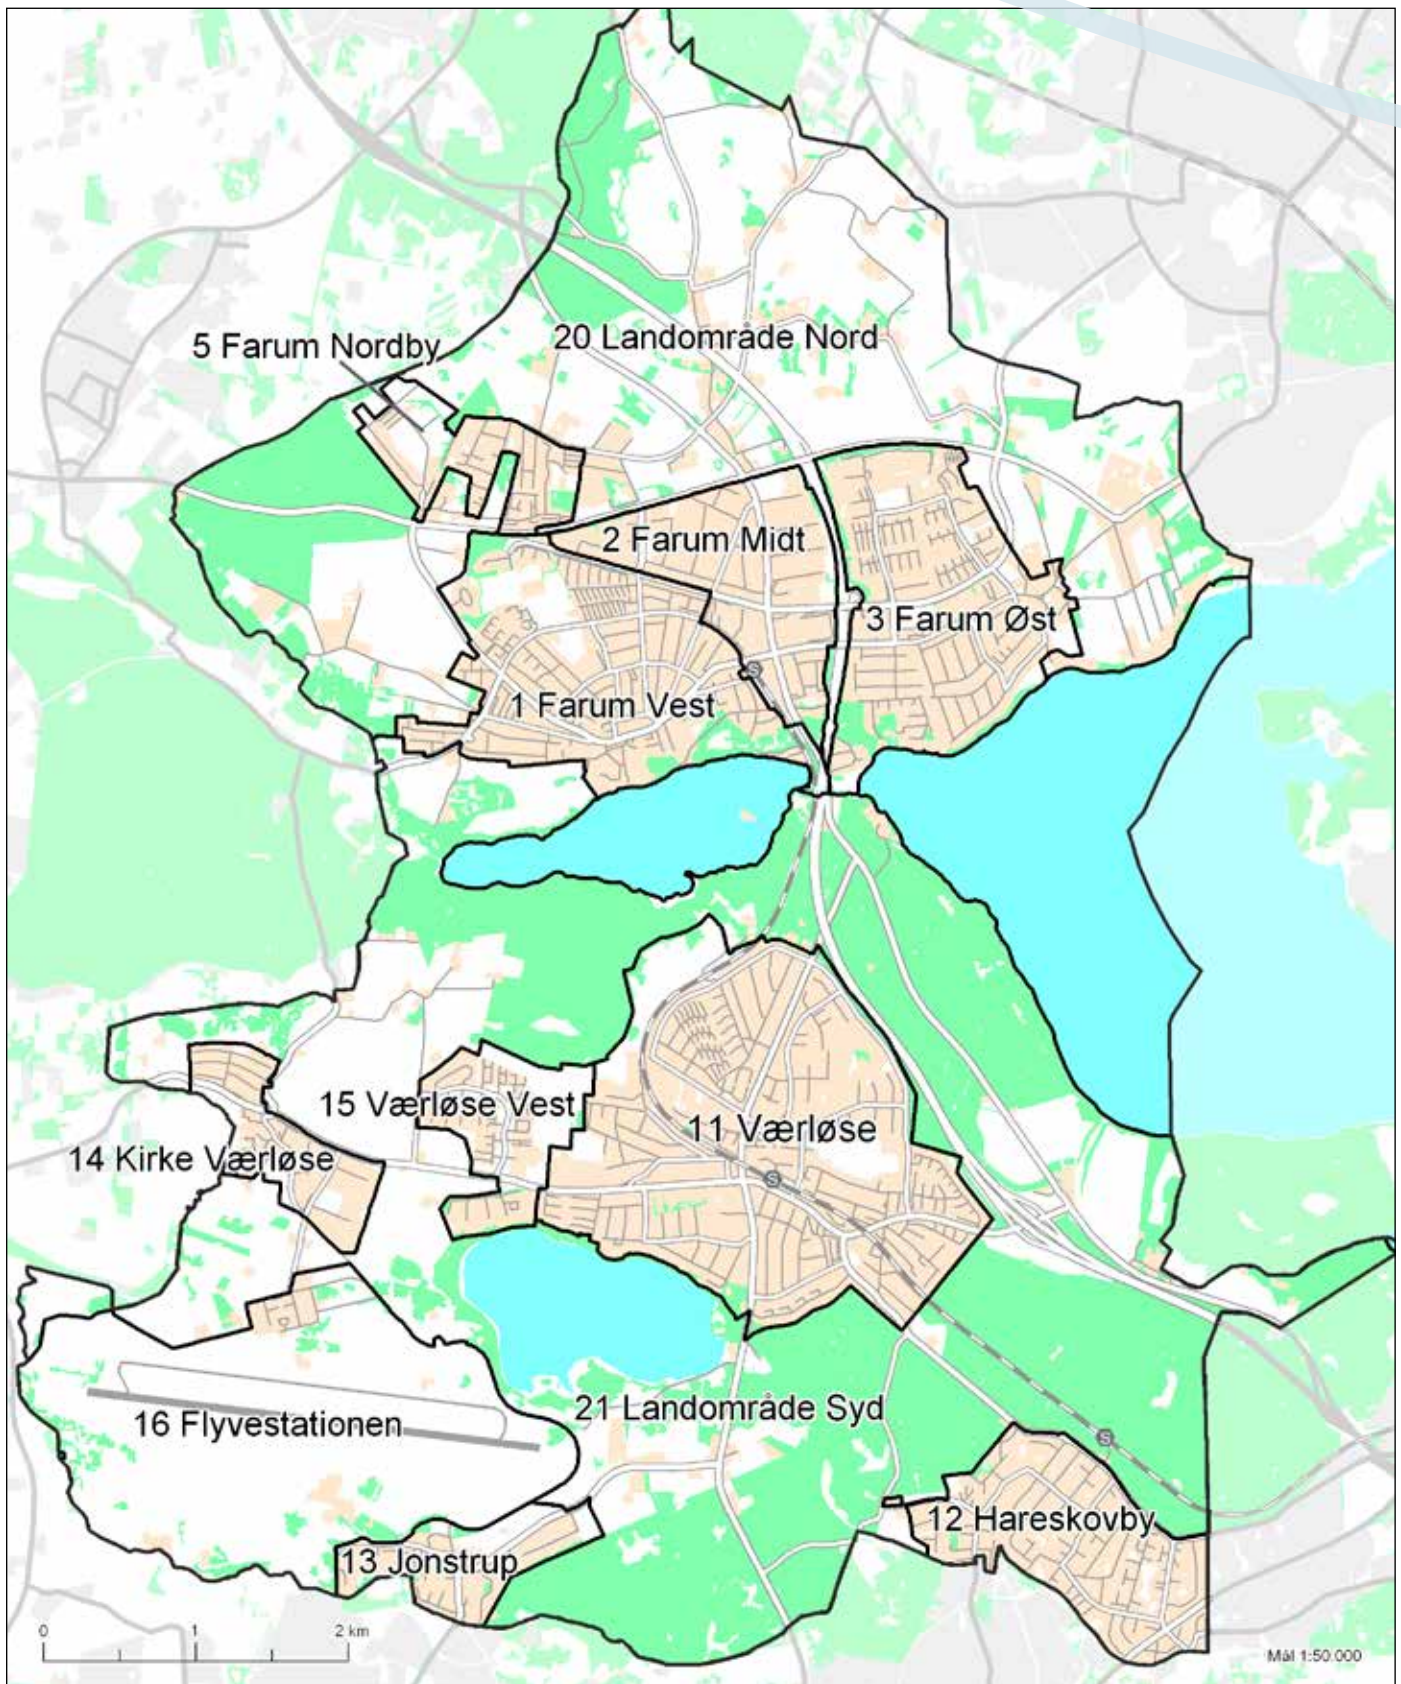 20 Landområde Nord
5 Farum Nordby
2 Farum Midt
3 Farum Øst
S
1 Farum Vest
15 Værløse Vest
11 Værløse
14 Kirke Værløse
S
21 Landområde Syd
16 Flyvestationen
S
12 Hareskovby
13 Jonstrup
0 1 2 km
Mål 1:50.000